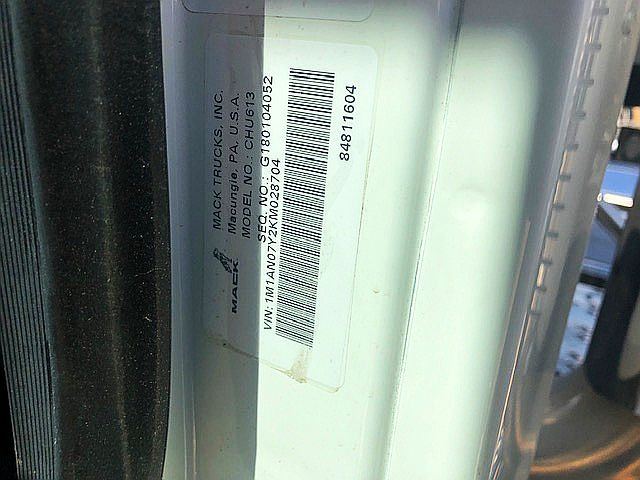 MACK
MACK TRUCKS, INC.
Macungie, PA, U.S.A.
MODEL NO.: CHU613
SEQ. NO.: G180104052
VIN: 1M1AN07Y2KM028704
84811604